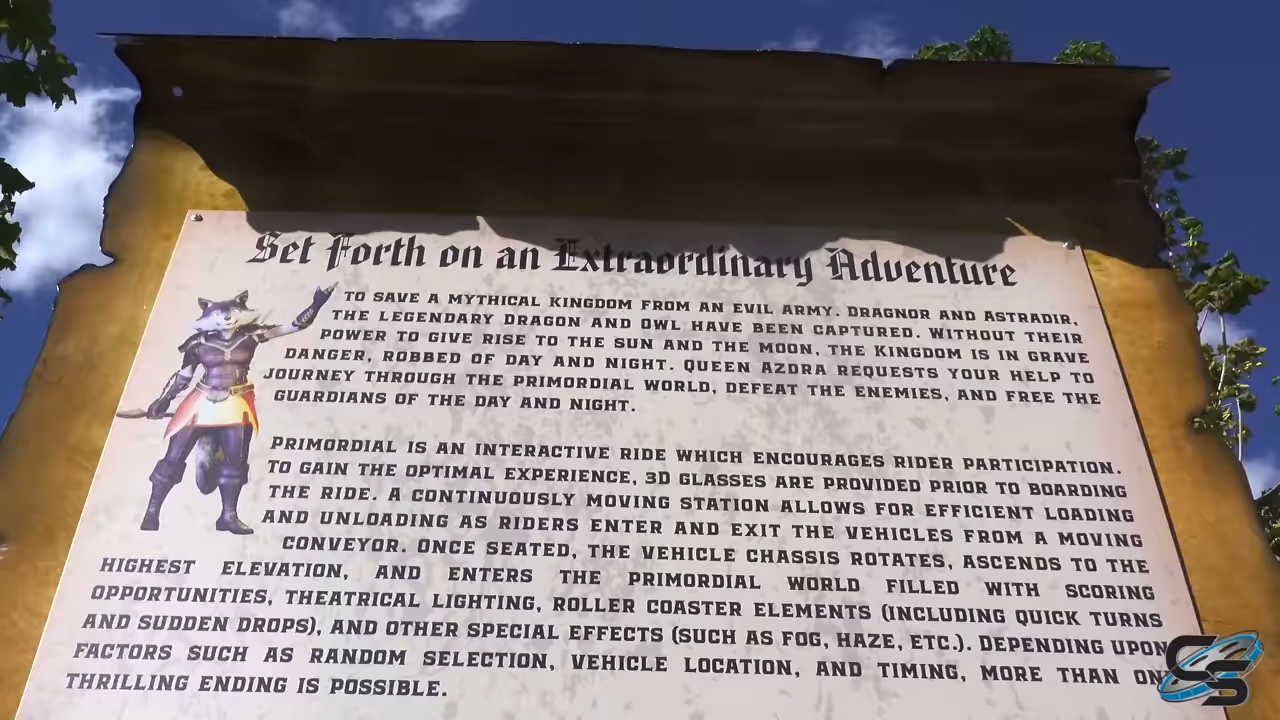 Set Forth on an Extraordinary Adventure
TO SAVE A MYTHICAL KINGDOM FROM AN EVIL ARMY. DRAGNOR AND ASTRADIR,
THE LEGENDARY DRAGON AND OWL HAVE BEEN CAPTURED. WITHOUT THEIR
POWER TO GIVE RISE TO THE SUN AND THE MOON, THE KINGDOM IS IN GRAVE
DANGER, ROBBED OF DAY AND NIGHT. QUEEN AZDRA REQUESTS YOUR HELP TO
JOURNEY THROUGH THE PRIMORDIAL WORLD, DEFEAT THE ENEMIES, AND FREE THE
GUARDIANS OF THE DAY AND NIGHT.
PRIMORDIAL IS AN INTERACTIVE RIDE WHICH ENCOURAGES RIDER PARTICIPATION.
TO GAIN THE OPTIMAL EXPERIENCE, 3D GLASSES ARE PROVIDED PRIOR TO BOARDING
THE RIDE. A CONTINUOUSLY MOVING STATION ALLOWS FOR EFFICIENT LOADING
AND UNLOADING AS RIDERS ENTER AND EXIT THE VEHICLES FROM A MOVING
CONVEYOR. ONCE SEATED, THE VEHICLE CHASSIS ROTATES, ASCENDS TO THE
HIGHEST ELEVATION, AND ENTERS THE PRIMORDIAL WORLD FILLED WITH SCORING
OPPORTUNITIES, THEATRICAL LIGHTING, ROLLER COASTER ELEMENTS (INCLUDING QUICK TURNS
AND SUDDEN DROPS), AND OTHER SPECIAL EFFECTS (SUCH AS FOG, HAZE, ETC.). DEPENDING UPON
FACTORS SUCH AS RANDOM SELECTION, VEHICLE LOCATION, AND TIMING, MORE THAN ON
THRILLING ENDING IS POSSIBLE.
CS